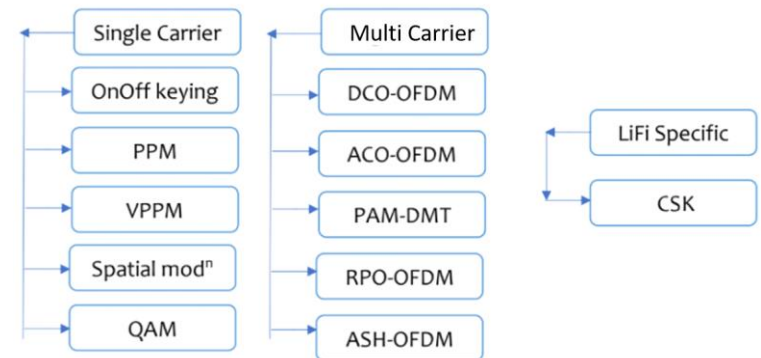 Single Carrier
OnOff keying
PPM
VPPM
Spatial modⁿ
QAM
Multi Carrier
DCO-OFDM
ACO-OFDM
PAM-DMT
RPO-OFDM
ASH-OFDM
LiFi Specific
CSK